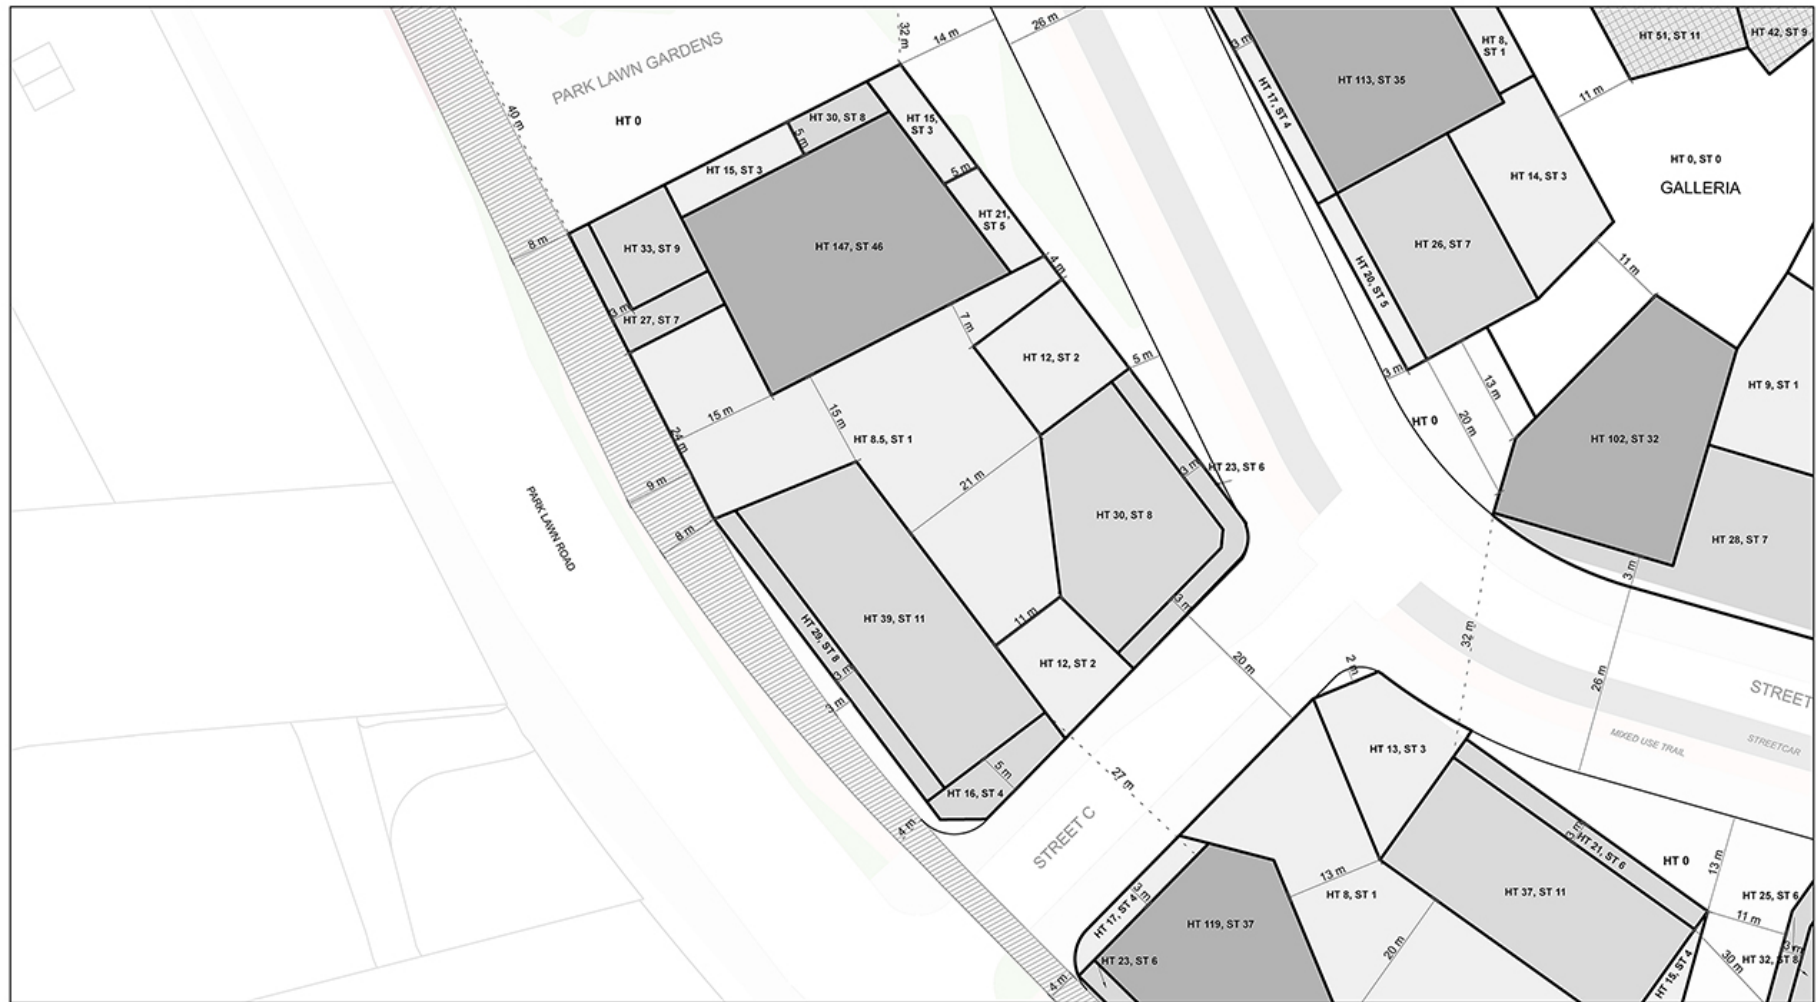 26 m
32 m
14 m
3 m
HT 51, ST 11
HT 42, ST 9
PARK LAWN GARDENS
HT 8,
ST 1
HT 113, ST 35
HT 17, ST 4
11 m
40 m
HT 0
HT 30, ST 8
HT 15,
ST 3
5 m
HT 15, ST 3
5 m
HT 0, ST 0
GALLERIA
HT 14, ST 3
HT 21,
ST 5
8 m
HT 33, ST 9
HT 147, ST 46
HT 26, ST 7
4 m
11 m
HT 20, ST 5
3 m
HT 27, ST 7
7 m
HT 12, ST 2
5 m
3 m
13 m
HT 9, ST 1
15 m
15 m
HT 8.5, ST 1
24 m
20 m
HT 0
HT 102, ST 32
9 m
21 m
3 m
HT 23, ST 6
PARK LAWN ROAD
8 m
HT 30, ST 8
HT 28, ST 7
3 m
HT 39, ST 11
11 m
3 m
HT 29, ST 8
3 m
3 m
HT 12, ST 2
20 m
32 m
26 m
2 m
STREET
HT 13, ST 3
MIXED USE TRAIL
STREETCAR
5 m
HT 16, ST 4
27 m
4 m
STREET C
3 m
HT 21, ST 6
HT 0
13 m
13 m
HT 8, ST 1
HT 37, ST 11
HT 25, ST 6
11 m
3 m
HT 17, ST 4
HT 119, ST 37
20 m
HT 23, ST 6
4 m
HT 15, ST 4
30 m
HT 32, ST 8
3 m